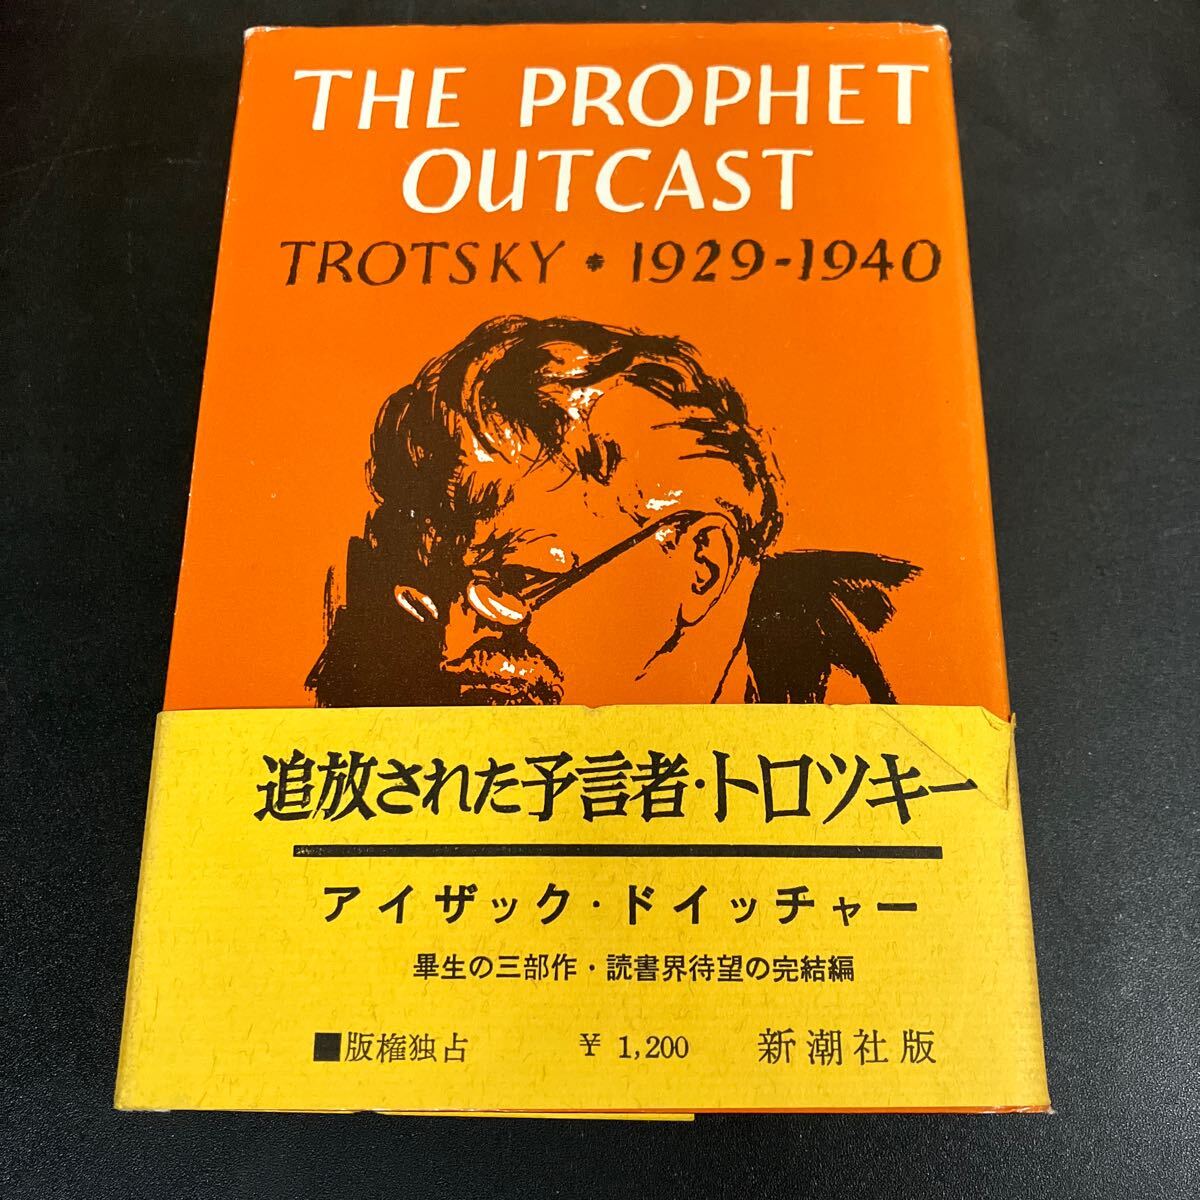 THE PROPHET
OUTCAST
TROTSKY • 1929-1940
追放された予言者・トロツキー
アイザック・ドイッチャー
畢生の三部作・読書界待望の完結編
■版権独占 ¥ 1,200 新潮社版